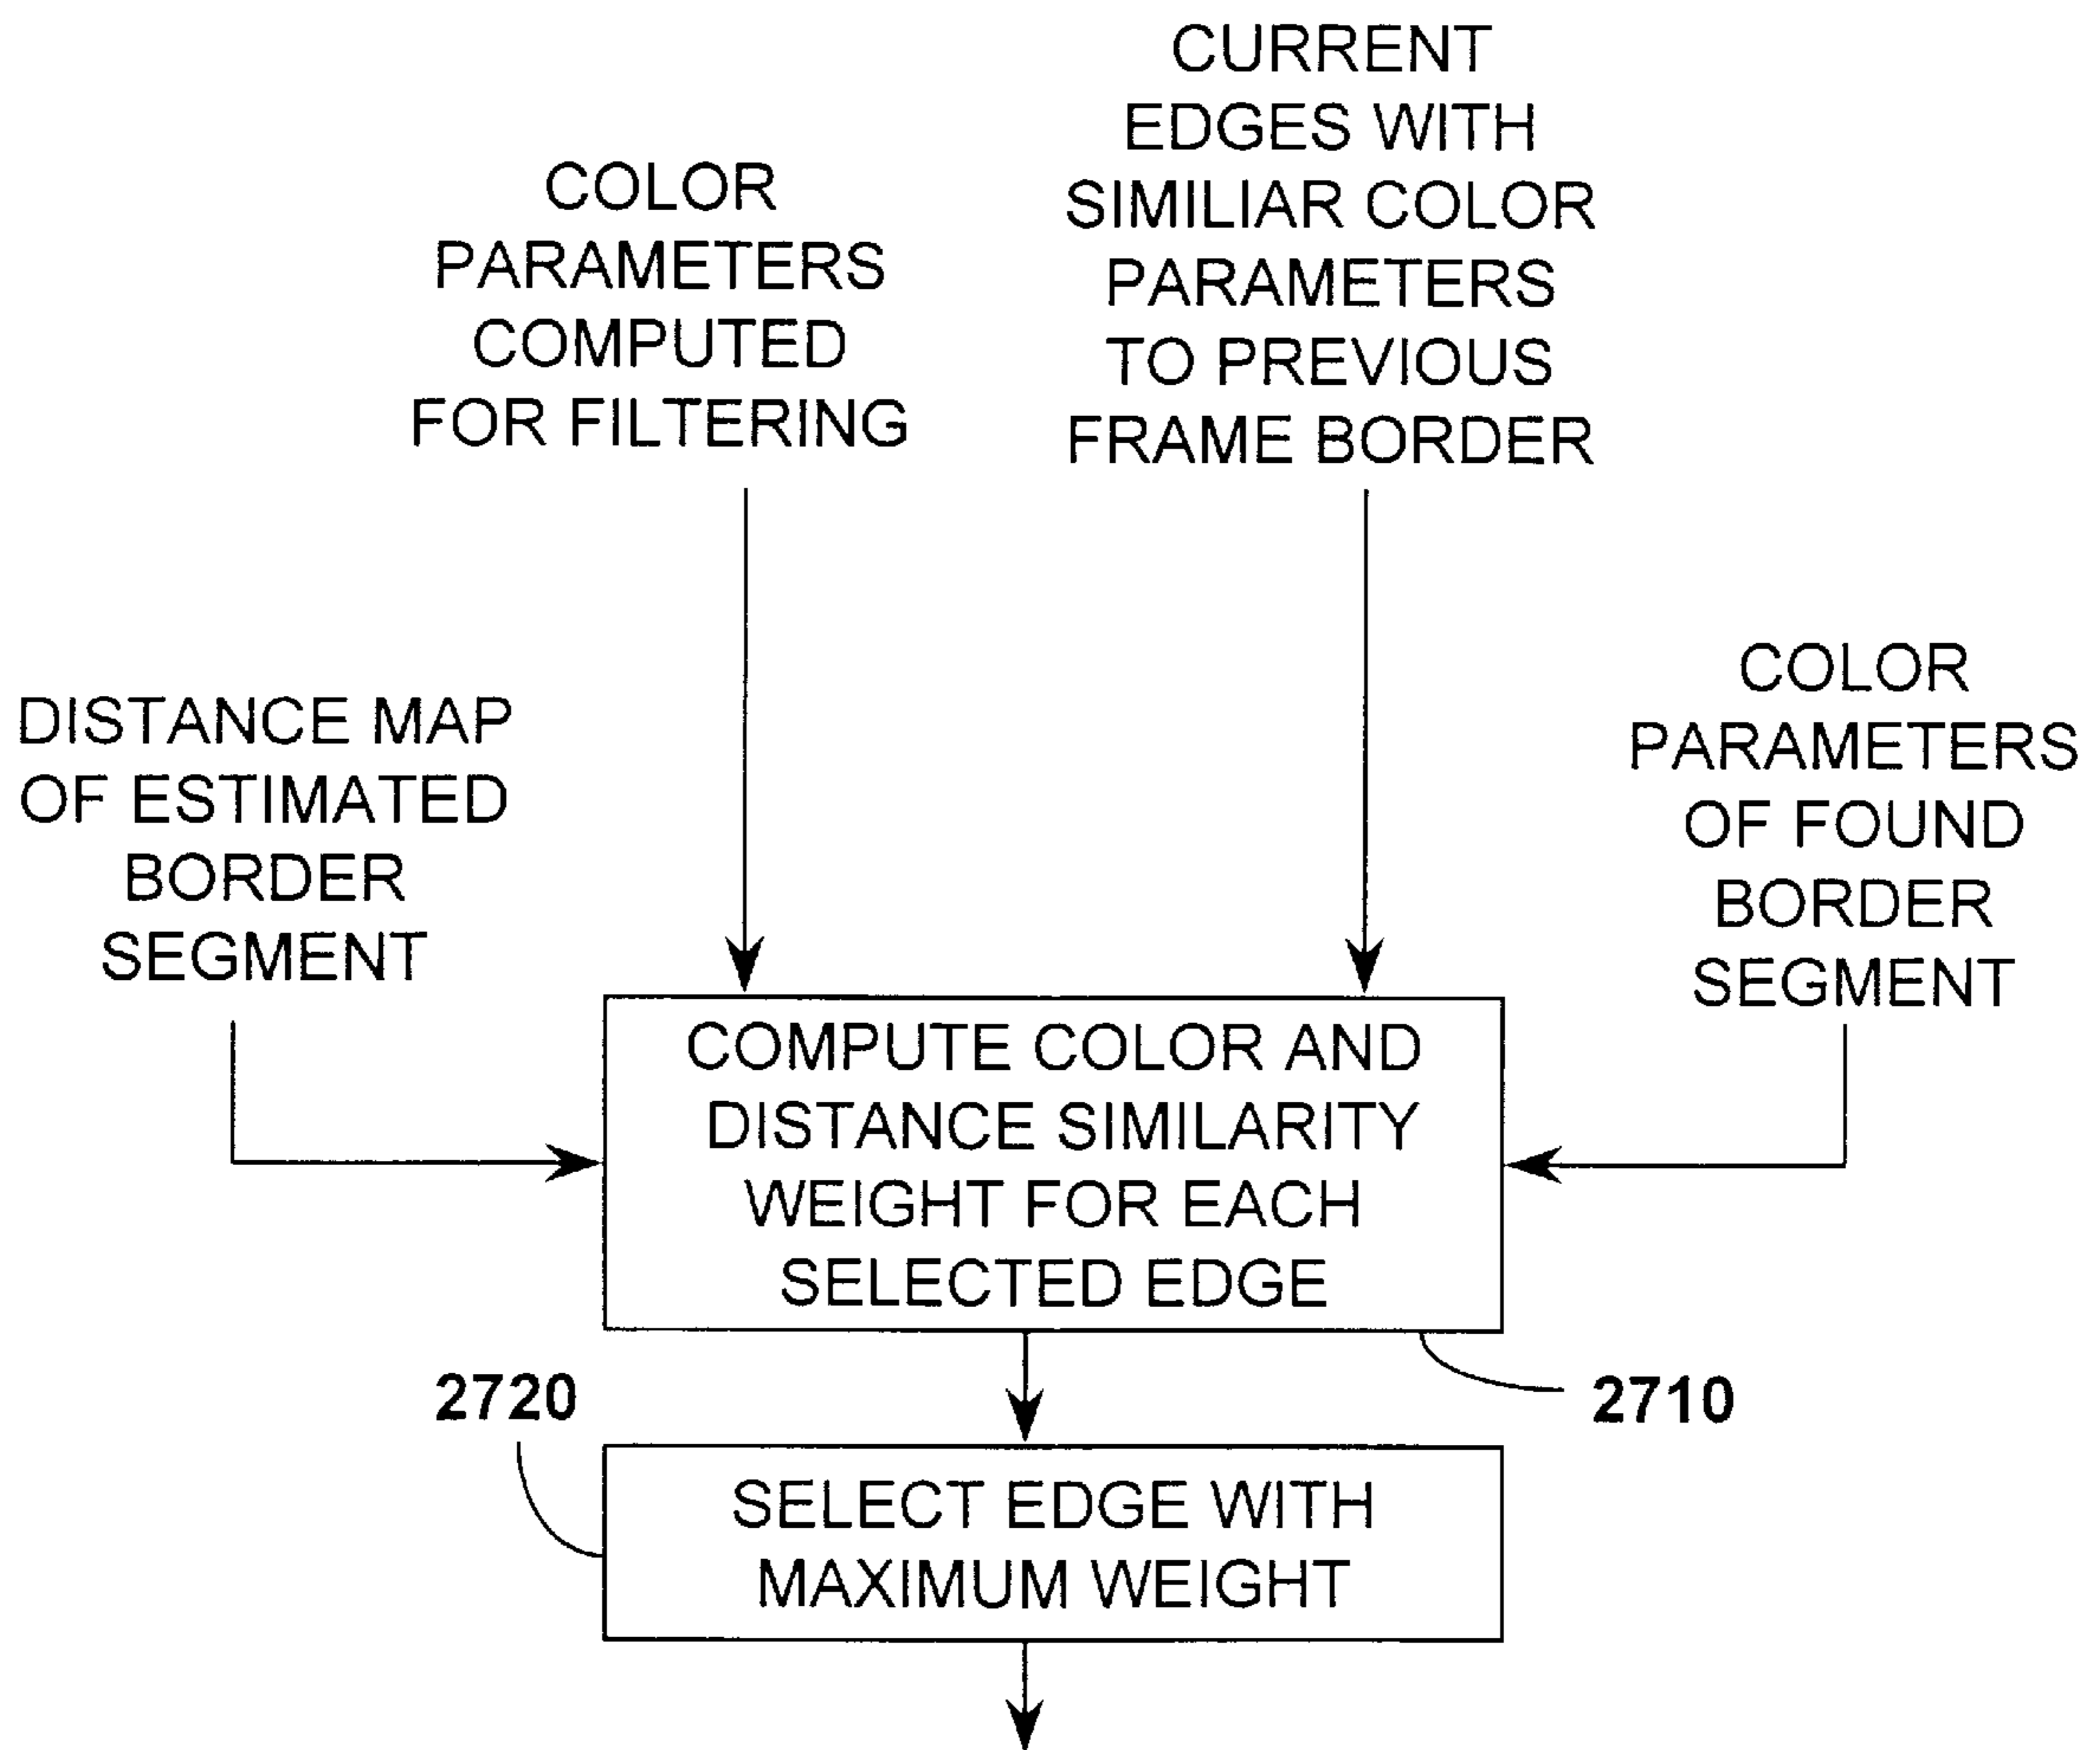 COLOR
PARAMETERS
COMPUTED
FOR FILTERING
CURRENT
EDGES WITH
SIMILIAR COLOR
PARAMETERS
TO PREVIOUS
FRAME BORDER
DISTANCE MAP
OF ESTIMATED
BORDER
SEGMENT
COLOR
PARAMETERS
OF FOUND
BORDER
SEGMENT
COMPUTE COLOR AND
DISTANCE SIMILARITY
WEIGHT FOR EACH
SELECTED EDGE
2710
2720
SELECT EDGE WITH
MAXIMUM WEIGHT